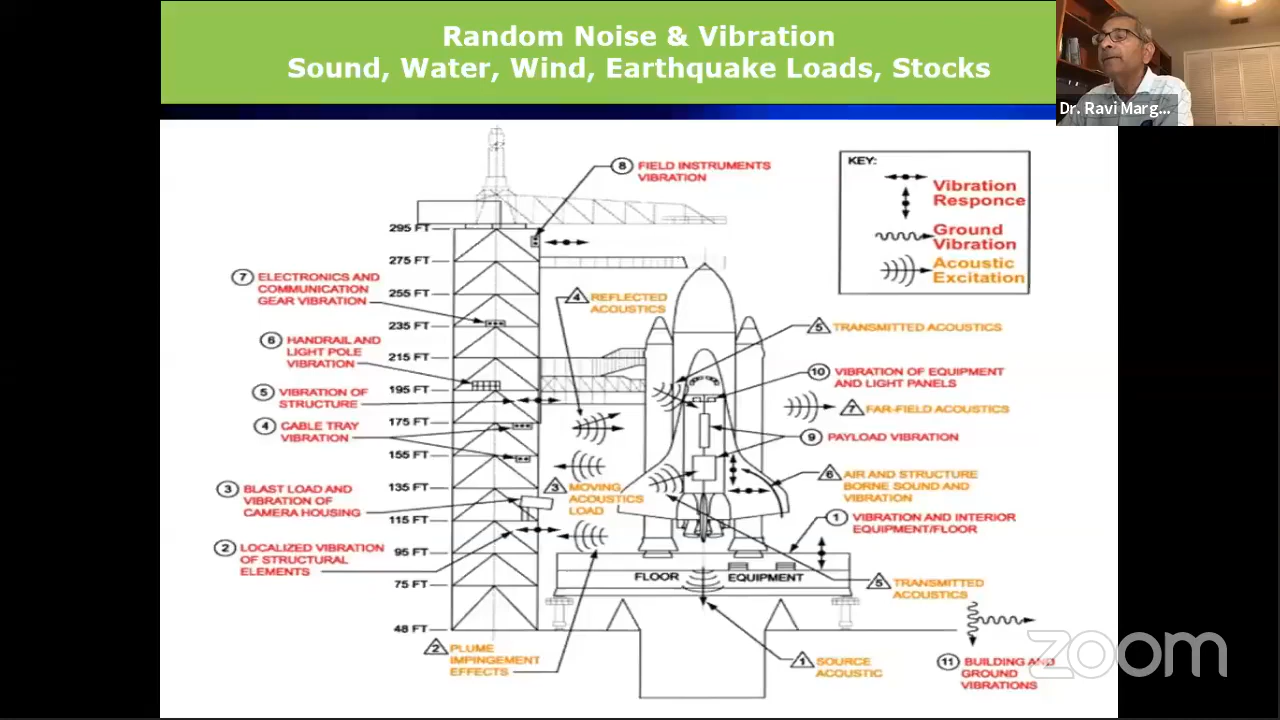 Random Noise & Vibration
Sound, Water, Wind, Earthquake Loads, Stocks
Dr. Ravi Marg...
8 FIELD INSTRUMENTS
VIBRATION
KEY:
Vibration
Responce
Ground
Vibration
Acoustic
Excitation
295 FT
275 FT
255 FT
235 FT
215 FT
195 FT
175 FT
155 FT
135 FT
115 FT
95 FT
75 FT
48 FT
7 ELECTRONICS AND
COMMUNICATION
GEAR VIBRATION
6 HANDRAIL AND
LIGHT POLE
VIBRATION
5 VIBRATION OF
STRUCTURE
4 CABLE TRAY
VIBRATION
3 BLAST LOAD AND
VIBRATION OF
CAMERA HOUSING
2 LOCALIZED VIBRATION
OF STRUCTURAL
ELEMENTS
2 PLUME
IMPINGEMENT
EFFECTS
4 REFLECTED
ACOUSTICS
3 MOVING
ACOUSTICS
LOAD
5 TRANSMITTED ACOUSTICS
10 VIBRATION OF EQUIPMENT
AND LIGHT PANELS
7 FAR-FIELD ACOUSTICS
9 PAYLOAD VIBRATION
6 AIR AND STRUCTURE
BORNE SOUND AND
VIBRATION
1 VIBRATION AND INTERIOR
EQUIPMENT/FLOOR
FLOOR EQUIPMENT
5 TRANSMITTED
ACOUSTICS
1 SOURCE
ACOUSTIC
11 BUILDING AND
GROUND
VIBRATIONS
zoom